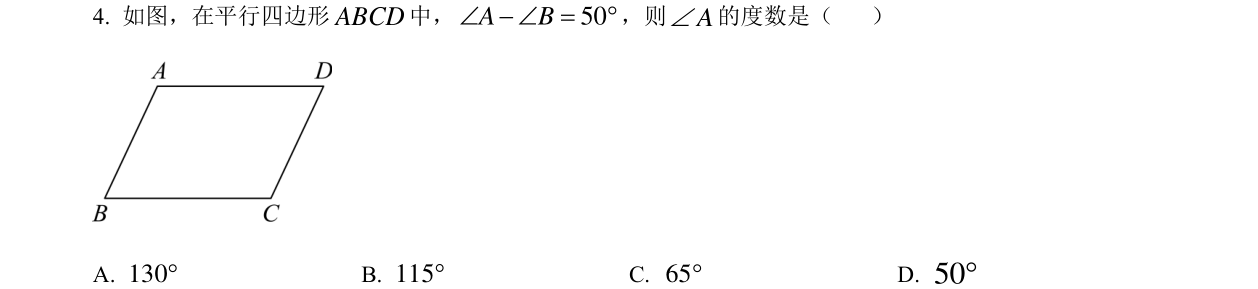 4. 如图，在平行四边形 ABCD 中，∠A－∠B＝50°，则∠A 的度数是（　　）
A　D
B　C
A. 130°　B. 115°　C. 65°　D. 50°